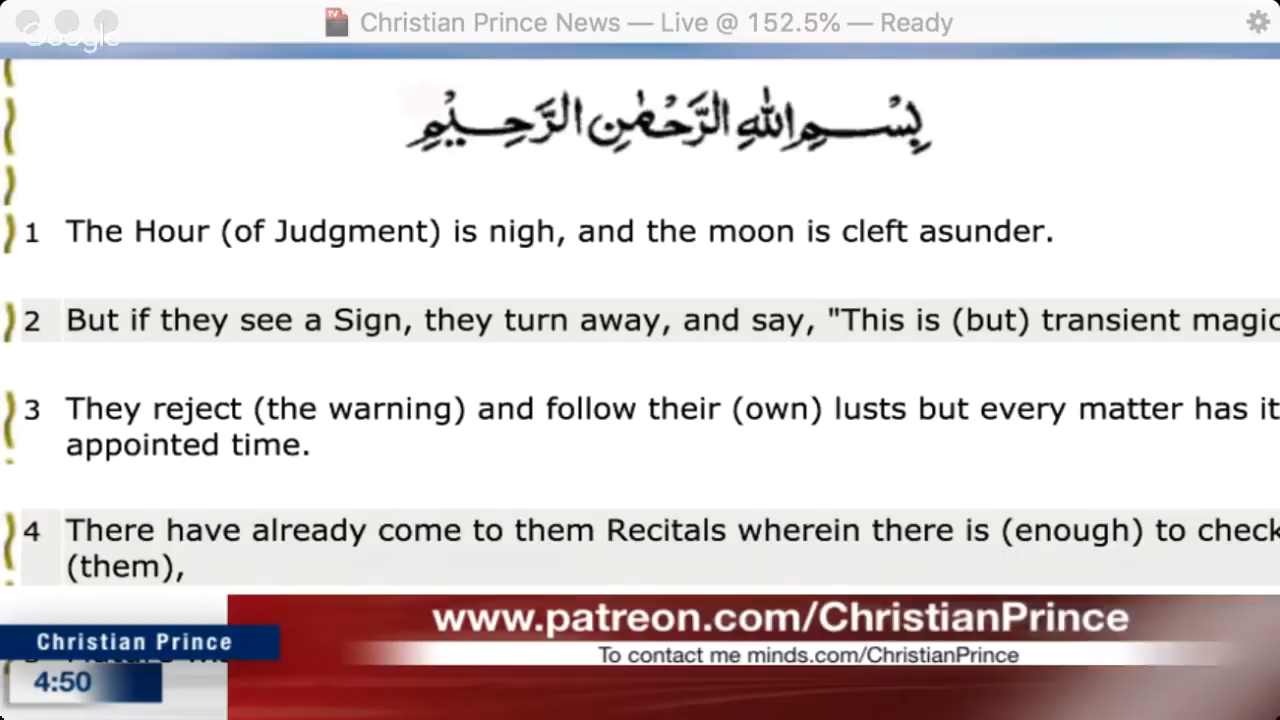 Christian Prince News — Live @ 152.5% — Ready
Google
بِسْمِ اللهِ الرَّحْمٰنِ الرَّحِيْمِ
1 The Hour (of Judgment) is nigh, and the moon is cleft asunder.
2 But if they see a Sign, they turn away, and say, "This is (but) transient magic
3 They reject (the warning) and follow their (own) lusts but every matter has it
appointed time.
4 There have already come to them Recitals wherein there is (enough) to check
(them),
www.patreon.com/ChristianPrince
Christian Prince
To contact me minds.com/ChristianPrince
4:50